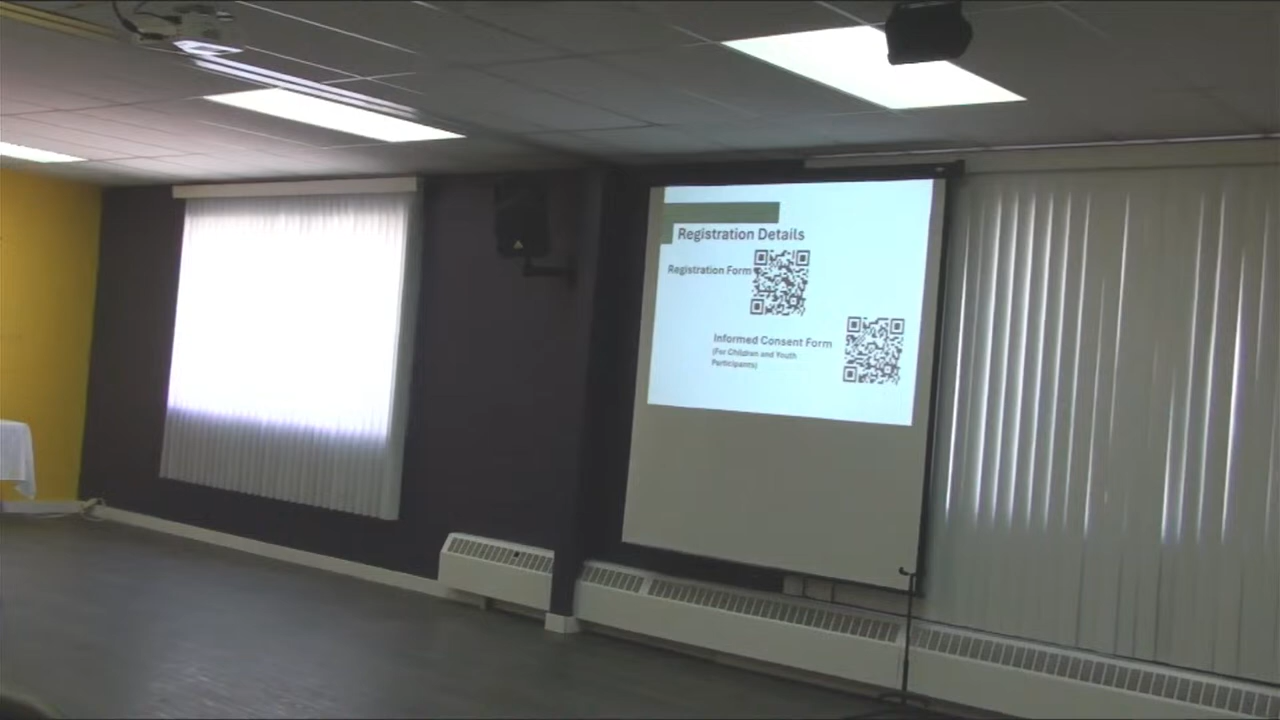 Registration Details
Registration Form
Informed Consent Form
(For Children and Youth
Participants)